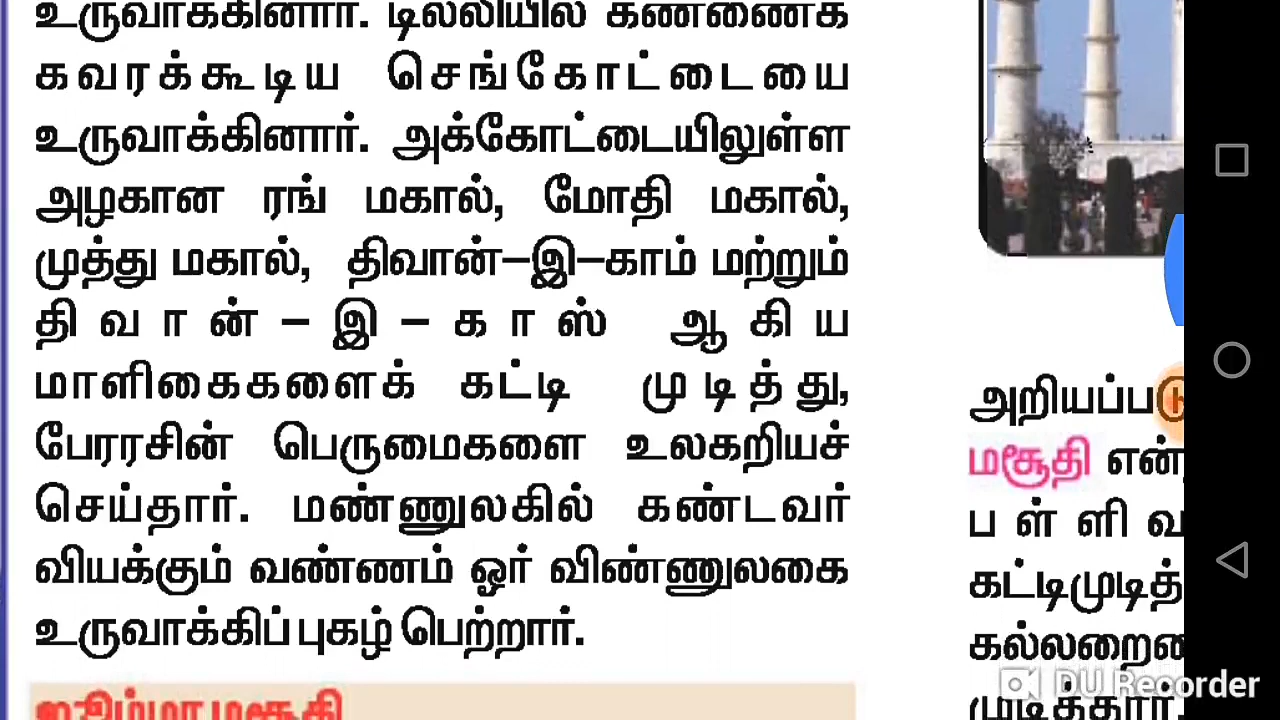 உருவாக்கினார். டில்லியில் கண்ணைக்
கவரக்கூடிய செங்கோட்டையை
உருவாக்கினார். அக்கோட்டையிலுள்ள
அழகான ரங் மகால், மோதி மகால்,
முத்து மகால், திவான்–இ–காம் மற்றும்
திவான்–இ–காஸ் ஆகிய
மாளிகைகளைக் கட்டி முடித்து,
பேரரசின் பெருமைகளை உலகறியச்
செய்தார். மண்ணுலகில் கண்டவர்
வியக்கும் வண்ணம் ஓர் விண்ணுலகை
உருவாக்கிப் புகழ் பெற்றார்.
ஜூம்மா மசூதி
அறியப்படு
மசூதி என்
பள்ளிவ
கட்டிமுடித்
கல்லறை
முடித்தார்.
DU Recorder